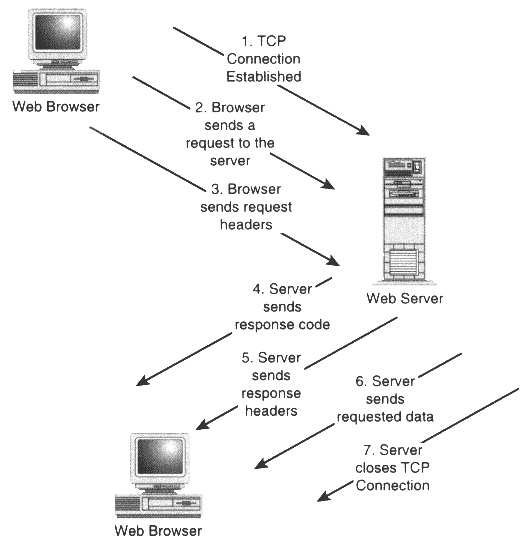 1. TCP
Connection
Established
Web Browser
2. Browser
sends a
request to the
server
3. Browser
sends request
headers
Web Server
4. Server
sends
response code
5. Server
sends
response
headers
6. Server
sends
requested data
7. Server
closes TCP
Connection
Web Browser